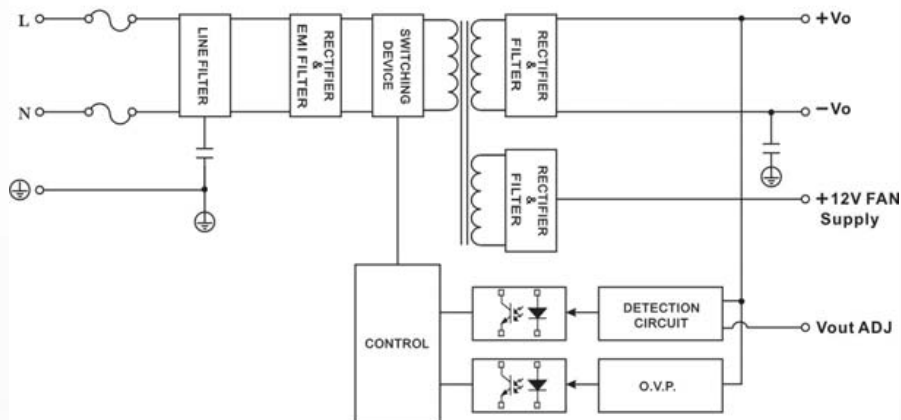 L
N
LINE FILTER
RECTIFIER
&
EMI FILTER
SWITCHING
DEVICE
RECTIFIER
&
FILTER
+Vo
−Vo
RECTIFIER
&
FILTER
+12V FAN
Supply
CONTROL
DETECTION
CIRCUIT
Vout ADJ
O.V.P.